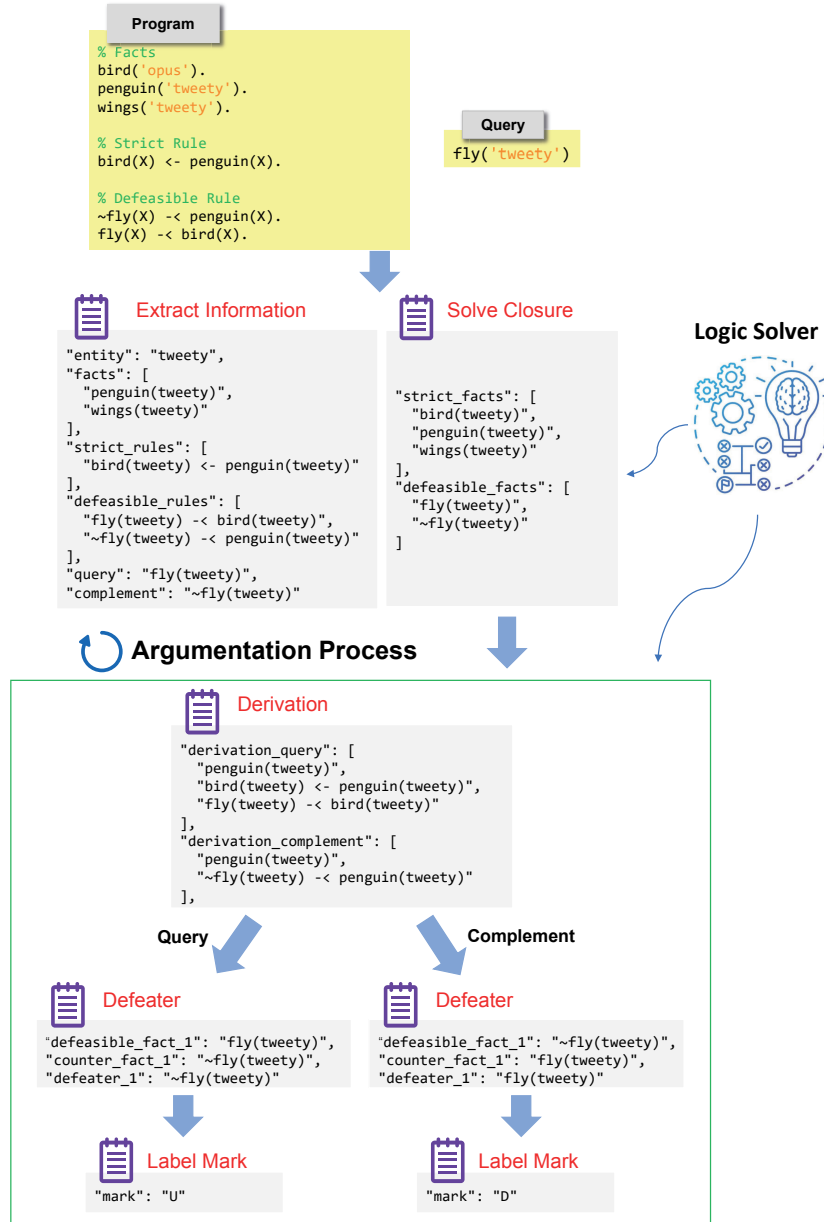 Program
% Facts
bird('opus').
penguin('tweety').
wings('tweety').
% Strict Rule
bird(X) <- penguin(X).
% Defeasible Rule
~fly(X) -< penguin(X).
fly(X) -< bird(X).
Query
fly('tweety')
Extract Information
"entity": "tweety",
"facts": [
"penguin(tweety)",
"wings(tweety)"
],
"strict_rules": [
"bird(tweety) <- penguin(tweety)"
],
"defeasible_rules": [
"fly(tweety) -< bird(tweety)",
"~fly(tweety) -< penguin(tweety)"
],
"query": "fly(tweety)",
"complement": "~fly(tweety)"
Solve Closure
"strict_facts": [
"bird(tweety)",
"penguin(tweety)",
"wings(tweety)"
],
"defeasible_facts": [
"fly(tweety)",
"~fly(tweety)"
]
Logic Solver
Argumentation Process
Derivation
"derivation_query": [
"penguin(tweety)",
"bird(tweety) <- penguin(tweety)",
"fly(tweety) -< bird(tweety)"
],
"derivation_complement": [
"penguin(tweety)",
"~fly(tweety) -< penguin(tweety)"
],
Query
Complement
Defeater
"defeasible_fact_1": "fly(tweety)",
"counter_fact_1": "~fly(tweety)",
"defeater_1": "~fly(tweety)"
Defeater
"defeasible_fact_1": "~fly(tweety)",
"counter_fact_1": "fly(tweety)",
"defeater_1": "fly(tweety)"
Label Mark
"mark": "U"
Label Mark
"mark": "D"